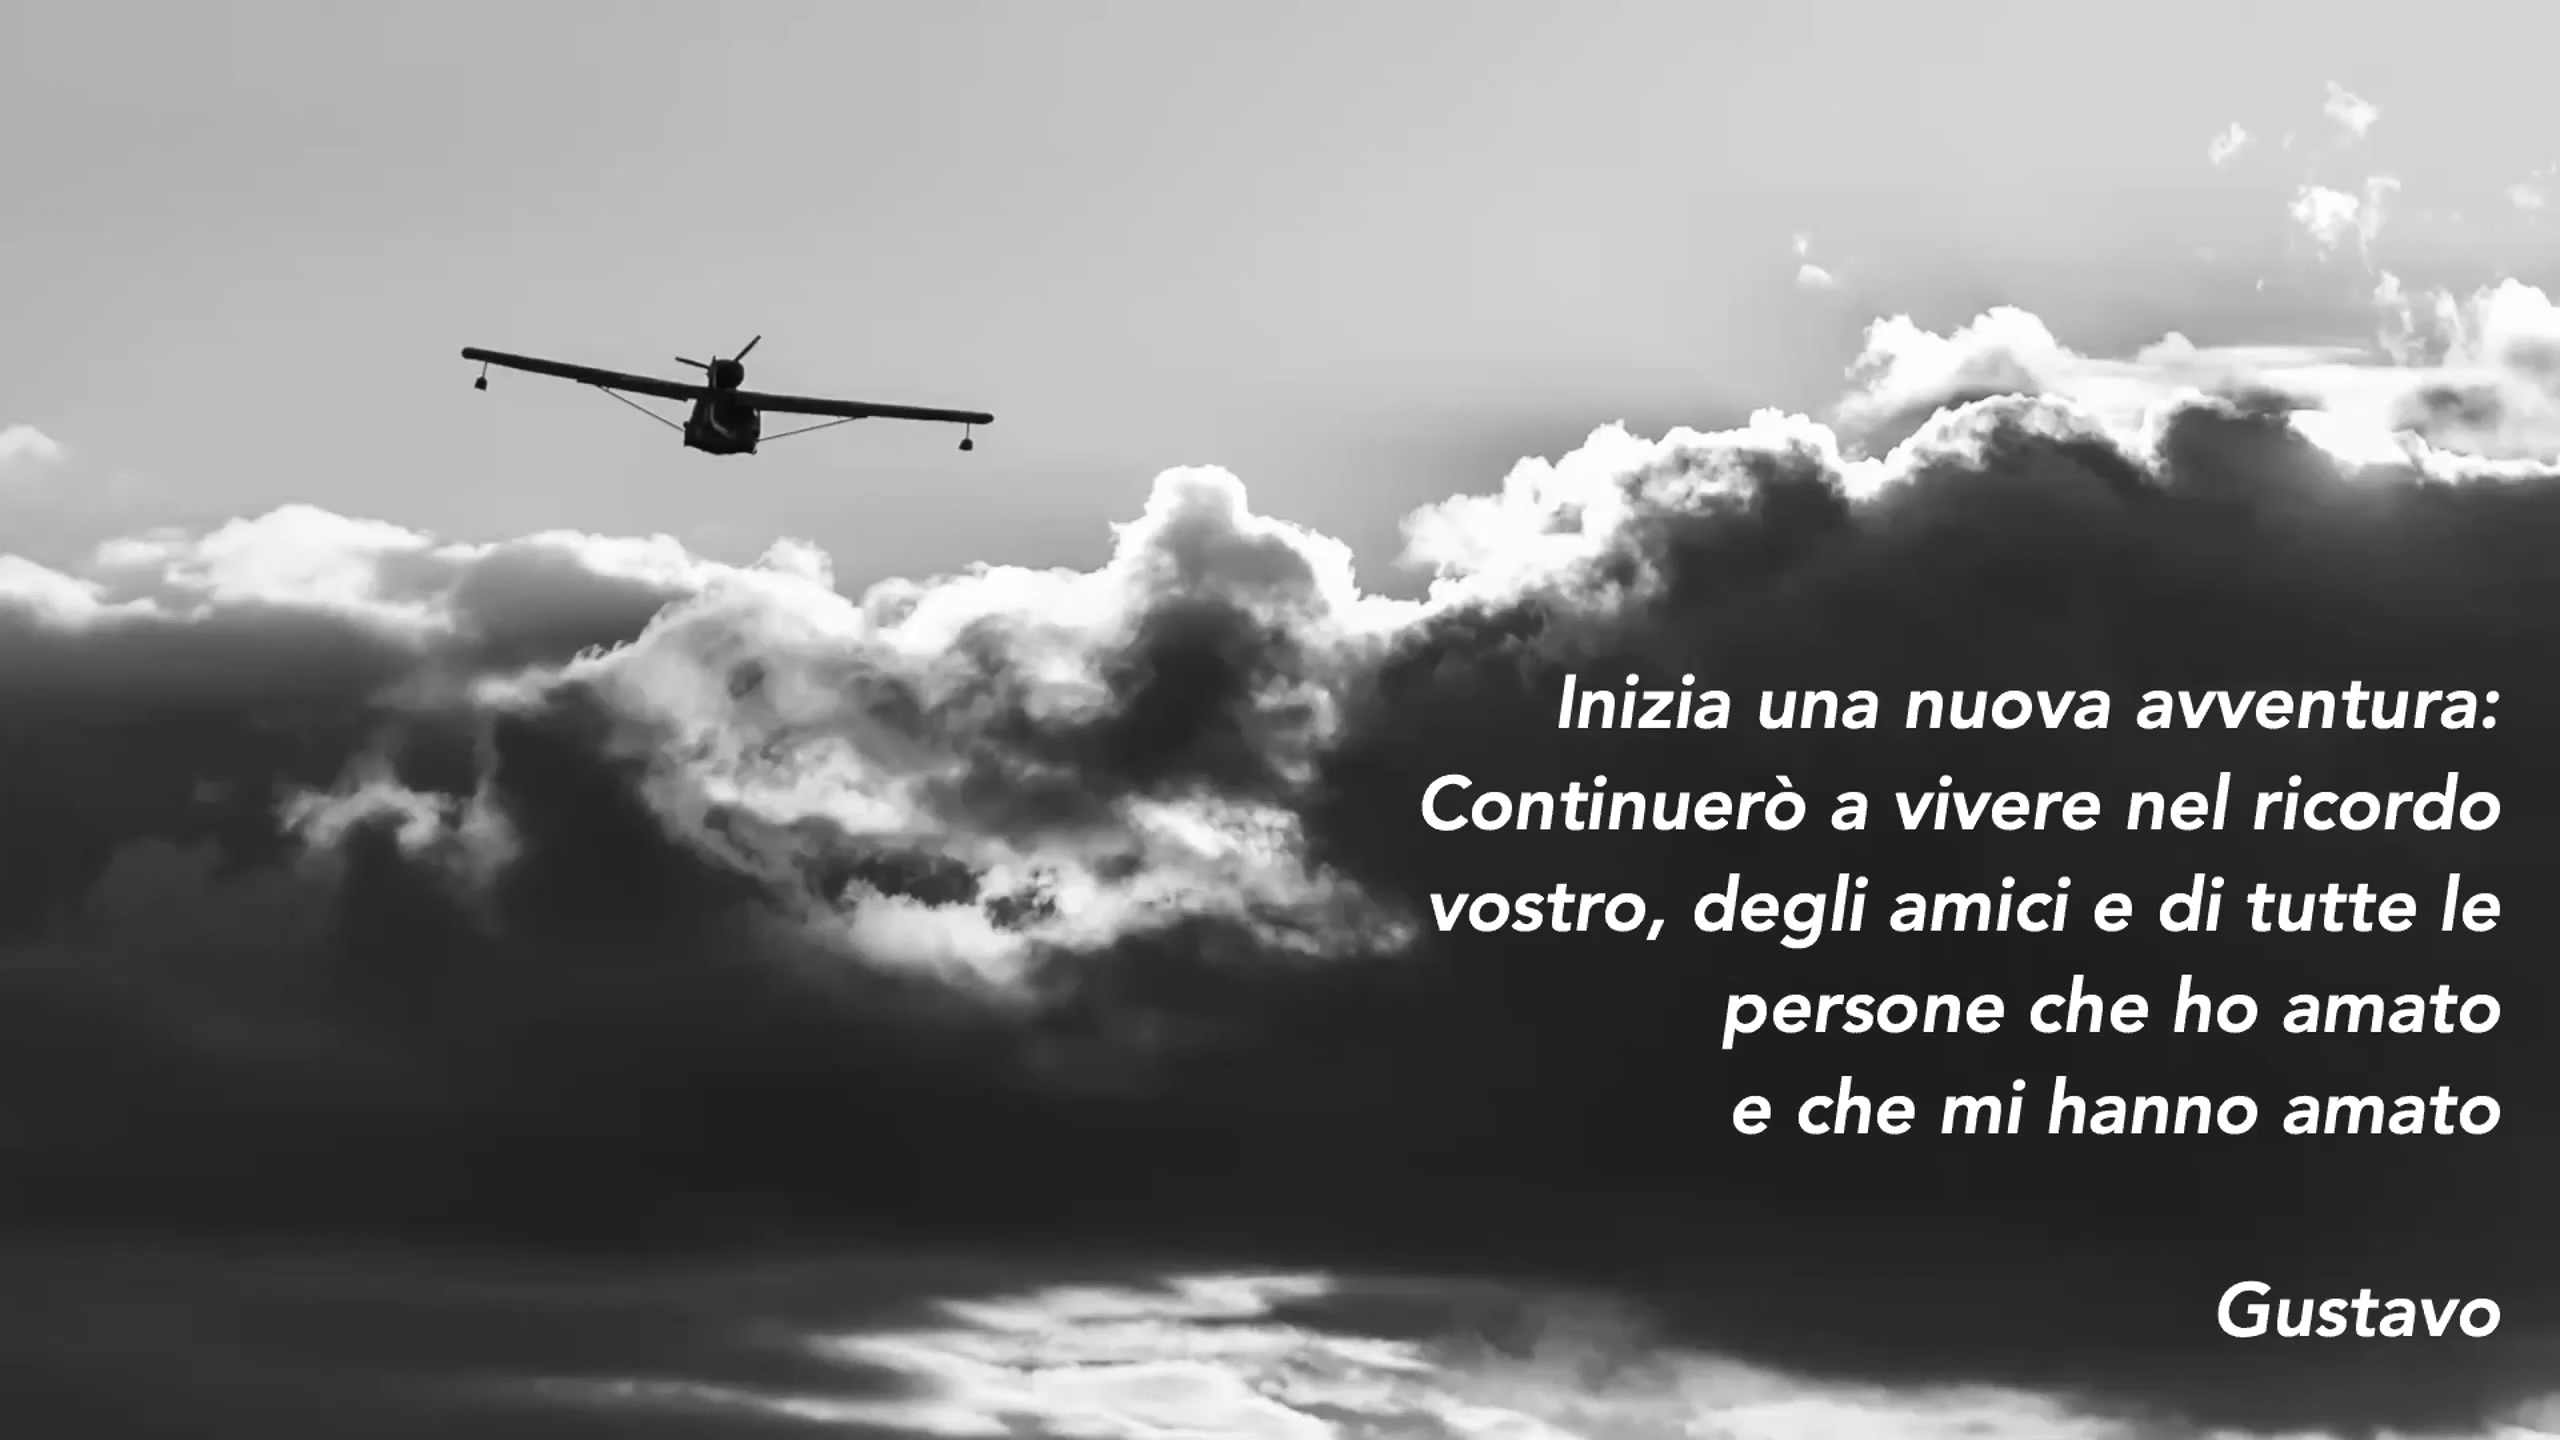 Inizia una nuova avventura:
Continuerò a vivere nel ricordo
vostro, degli amici e di tutte le
persone che ho amato
e che mi hanno amato
Gustavo